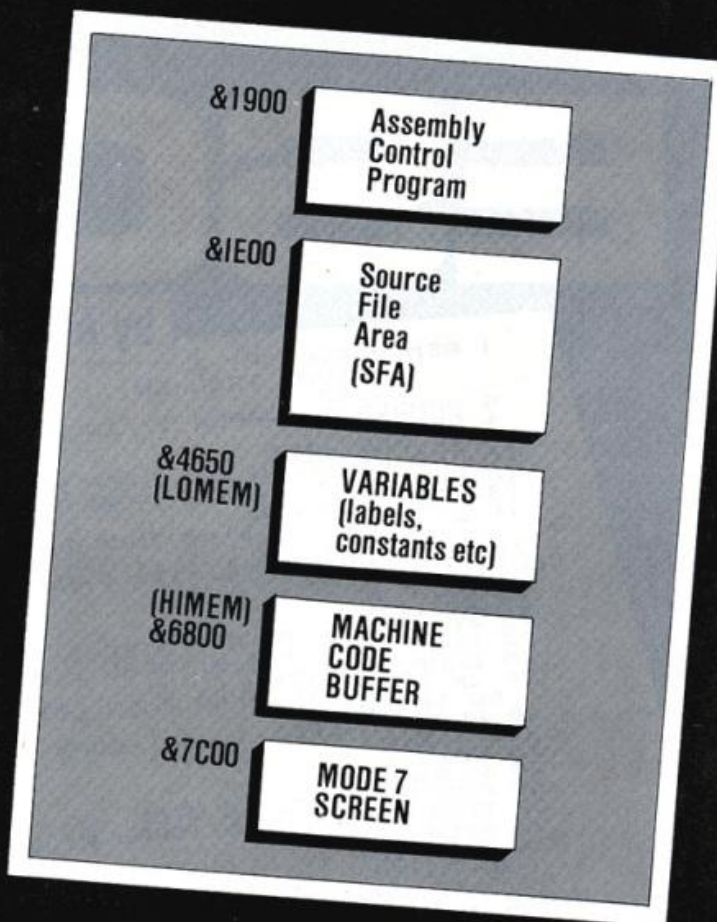 &1900
Assembly
Control
Program
&IE00
Source
File
Area
(SFA)
&4650
(LOMEM)
VARIABLES
(labels,
constants etc)
(HIMEM)
&6800
MACHINE
CODE
BUFFER
&7C00
MODE 7
SCREEN